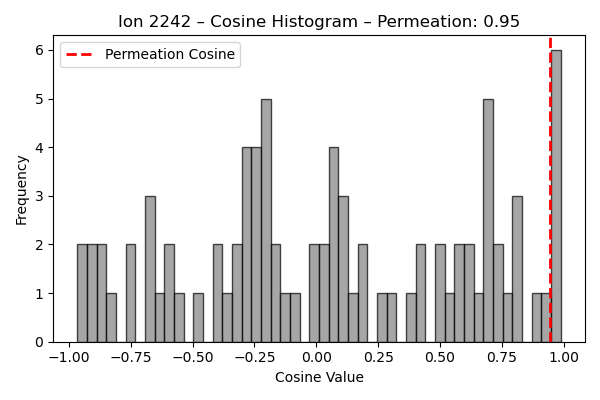 Ion 2242 – Cosine Histogram – Permeation: 0.95
Permeation Cosine
Frequency
6
5
4
3
2
1
0
−1.00 −0.75 −0.50 −0.25 0.00 0.25 0.50 0.75 1.00
Cosine Value